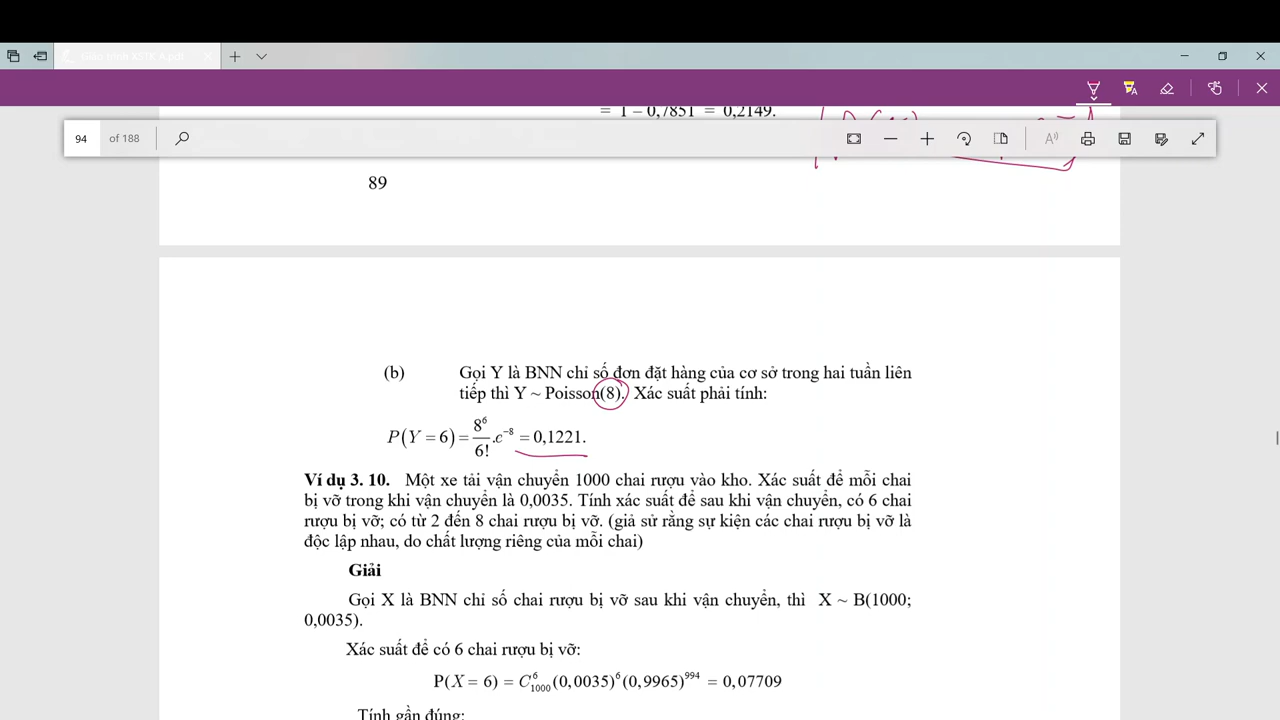 Giáo trình XSTK A.pdf
= 1 − 0,7851 = 0,2149.
94 of 188
89
(b) Gọi Y là BNN chỉ số đơn đặt hàng của cơ sở trong hai tuần liên
tiếp thì Y ~ Poisson(8). Xác suất phải tính:
P(Y = 6) = 8^6/6! .e^−8 = 0,1221.
Ví dụ 3. 10. Một xe tải vận chuyển 1000 chai rượu vào kho. Xác suất để mỗi chai
bị vỡ trong khi vận chuyển là 0,0035. Tính xác suất để sau khi vận chuyển, có 6 chai
rượu bị vỡ; có từ 2 đến 8 chai rượu bị vỡ. (giả sử rằng sự kiện các chai rượu bị vỡ là
độc lập nhau, do chất lượng riêng của mỗi chai)
Giải
Gọi X là BNN chỉ số chai rượu bị vỡ sau khi vận chuyển, thì X ~ B(1000;
0,0035).
Xác suất để có 6 chai rượu bị vỡ:
P(X = 6) = C_1000^6 (0,0035)^6 (0,9965)^994 = 0,07709
Tính gần đúng: